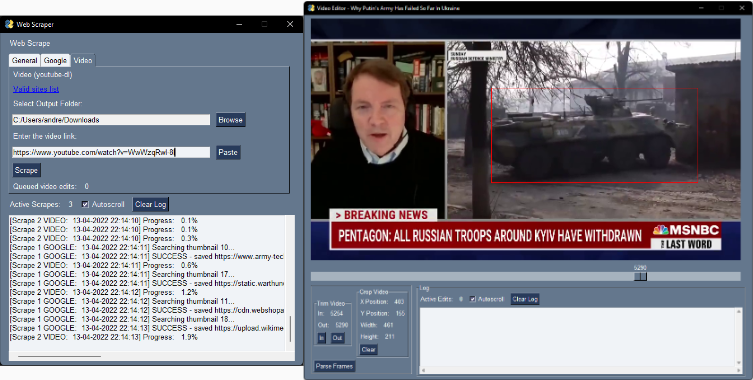 Web Scraper
Web Scrape
General Google Video
Video (youtube-dl)
Valid sites list
Select Output Folder:
C:/Users/andre/Downloads Browse
Enter the video link.
https://www.youtube.com/watch?v=WwWzqRwl-8 Paste
Scrape
Queued video edits: 0
Active Scrapes: 3 Autoscroll Clear Log
[Scrape 2 VIDEO: 13-04-2022 22:14:10] Progress: 0.1%
[Scrape 2 VIDEO: 13-04-2022 22:14:10] Progress: 0.1%
[Scrape 2 VIDEO: 13-04-2022 22:14:10] Progress: 0.3%
[Scrape 1 GOOGLE: 13-04-2022 22:14:11] Searching thumbnail 10...
[Scrape 1 GOOGLE: 13-04-2022 22:14:11] SUCCESS - saved https://www.army-tec
[Scrape 2 VIDEO: 13-04-2022 22:14:11] Progress: 0.6%
[Scrape 1 GOOGLE: 13-04-2022 22:14:11] Searching thumbnail 17...
[Scrape 1 GOOGLE: 13-04-2022 22:14:11] SUCCESS - saved https://static.warthun
[Scrape 2 VIDEO: 13-04-2022 22:14:12] Progress: 1.2%
[Scrape 1 GOOGLE: 13-04-2022 22:14:12] Searching thumbnail 11...
[Scrape 1 GOOGLE: 13-04-2022 22:14:12] SUCCESS - saved https://cdn.webshopa
[Scrape 1 GOOGLE: 13-04-2022 22:14:12] Searching thumbnail 18...
[Scrape 1 GOOGLE: 13-04-2022 22:14:13] SUCCESS - saved https://upload.wikime
[Scrape 2 VIDEO: 13-04-2022 22:14:13] Progress: 1.9%
Video Editor - Why Putin's Army Has Failed So Far In Ukraine
SUNDAY
RUSSIAN DEFENCE MINISTRY
> BREAKING NEWS
PENTAGON: ALL RUSSIAN TROOPS AROUND KYIV HAVE WITHDRAWN
MSNBC
THE LAST WORD
5290
Trim Video
In: 5254
Out: 5290
In Out
Crop Video
X Position: 483
Y Position: 165
Width: 461
Height: 211
Clear
Parse Frames
Log
Active Edits: 0 Autoscroll Clear Log